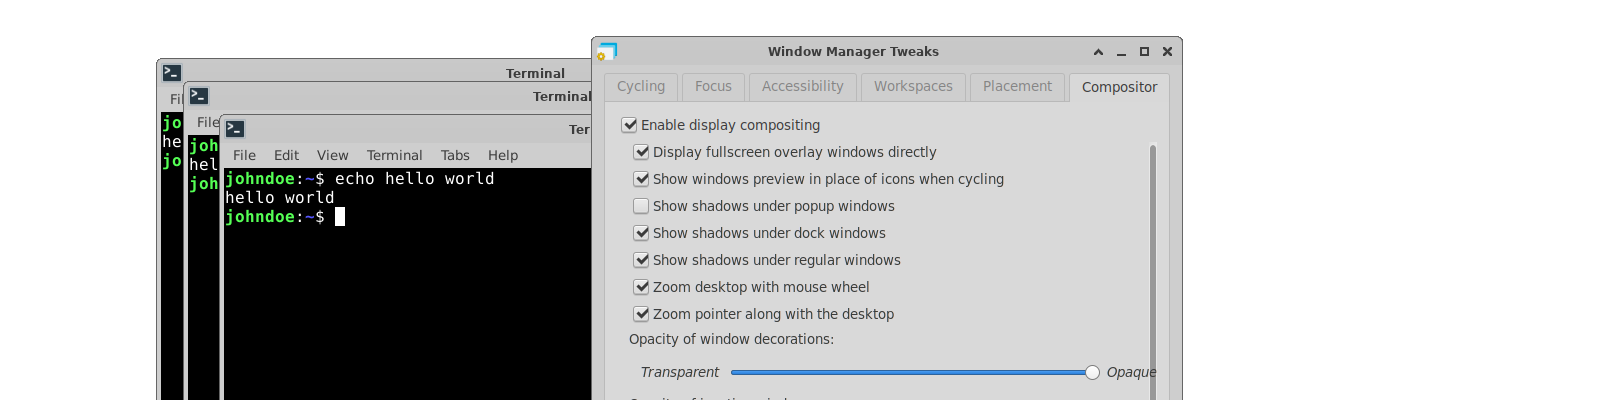 Window Manager Tweaks
Cycling Focus Accessibility Workspaces Placement Compositor
Enable display compositing
Display fullscreen overlay windows directly
Show windows preview in place of icons when cycling
Show shadows under popup windows
Show shadows under dock windows
Show shadows under regular windows
Zoom desktop with mouse wheel
Zoom pointer along with the desktop
Opacity of window decorations:
Transparent Opaque
Terminal
Fi
jo
he
jo
Terminal
File
joh
hel
joh
Ter
File Edit View Terminal Tabs Help
johndoe:~$ echo hello world
hello world
johndoe:~$